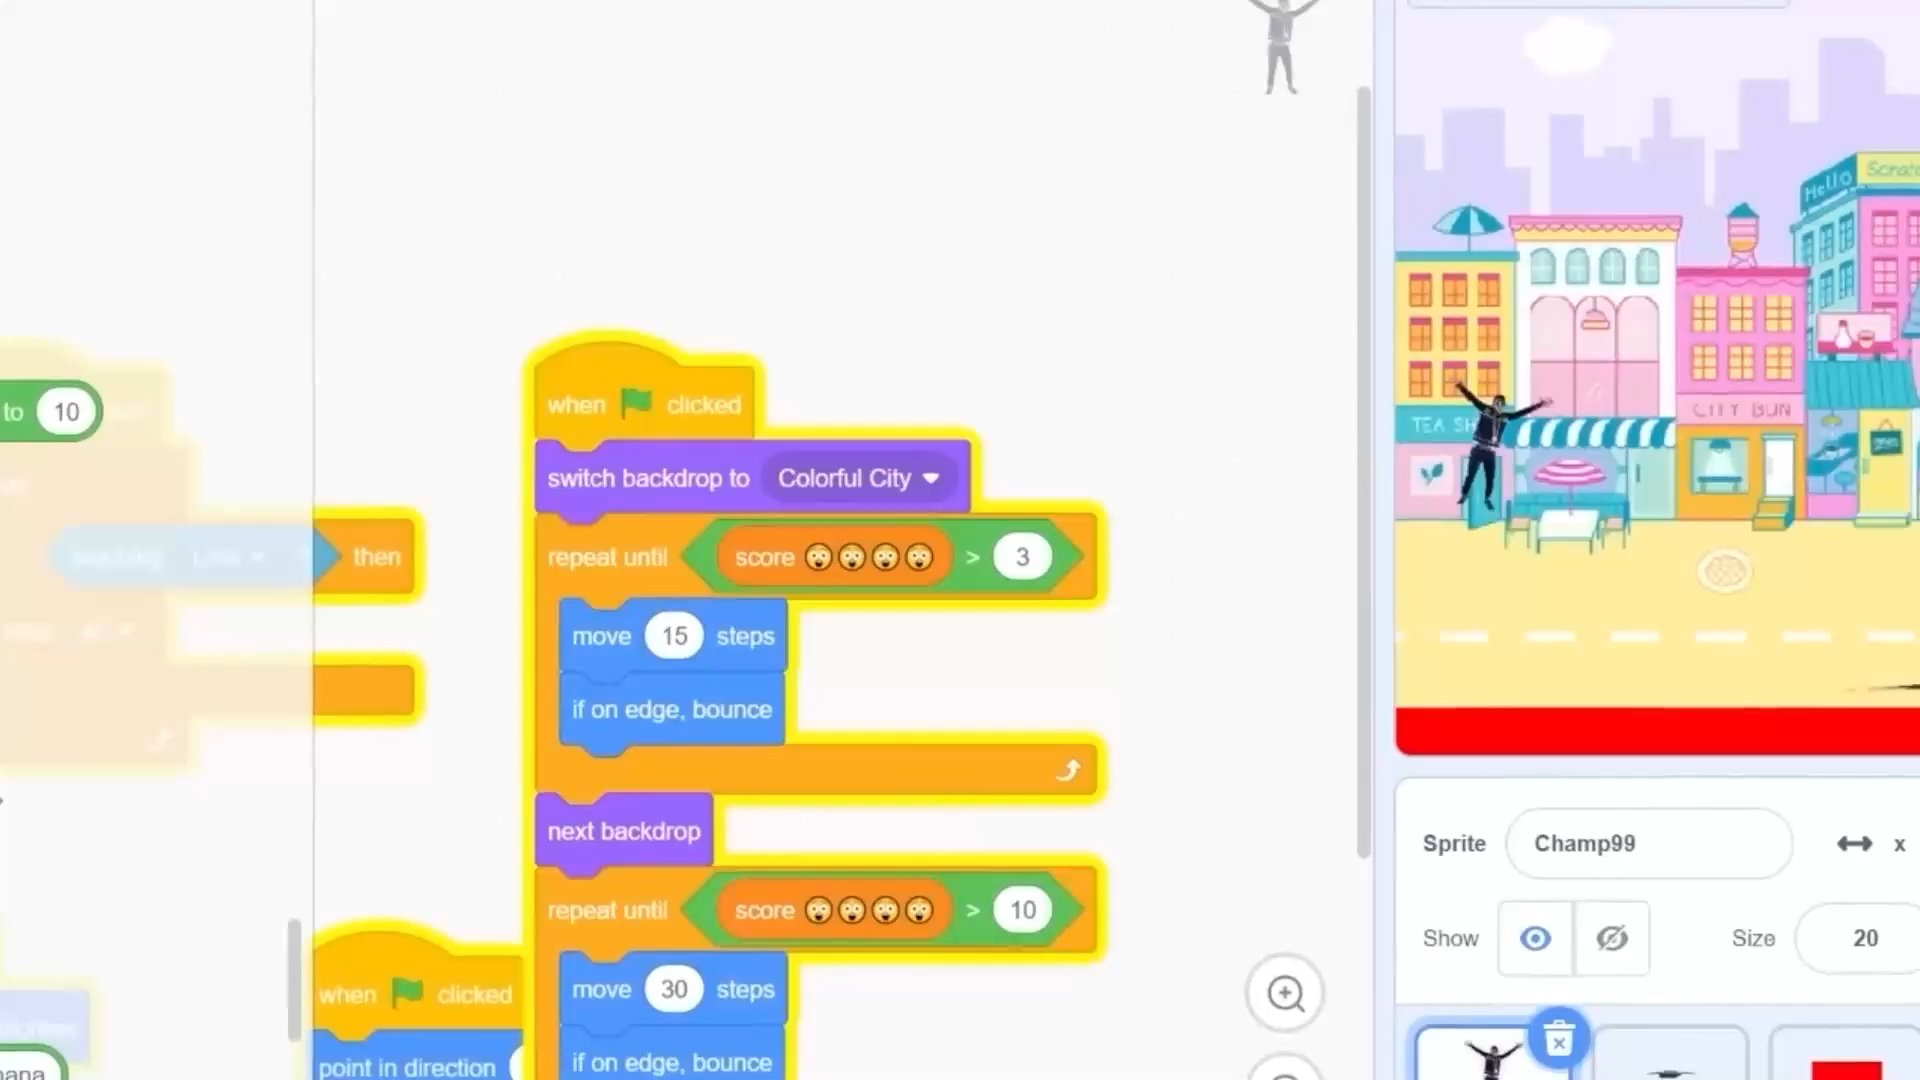 to 10
then
when clicked
switch backdrop to Colorful City
repeat until score 😲😲😲😲 > 3
move 15 steps
if on edge, bounce
next backdrop
repeat until score 😲😲😲😲 > 10
move 30 steps
if on edge, bounce
when clicked
point in direction
Hello
TEA SH
CITY BUN
Sprite Champ99 x
Show Size 20